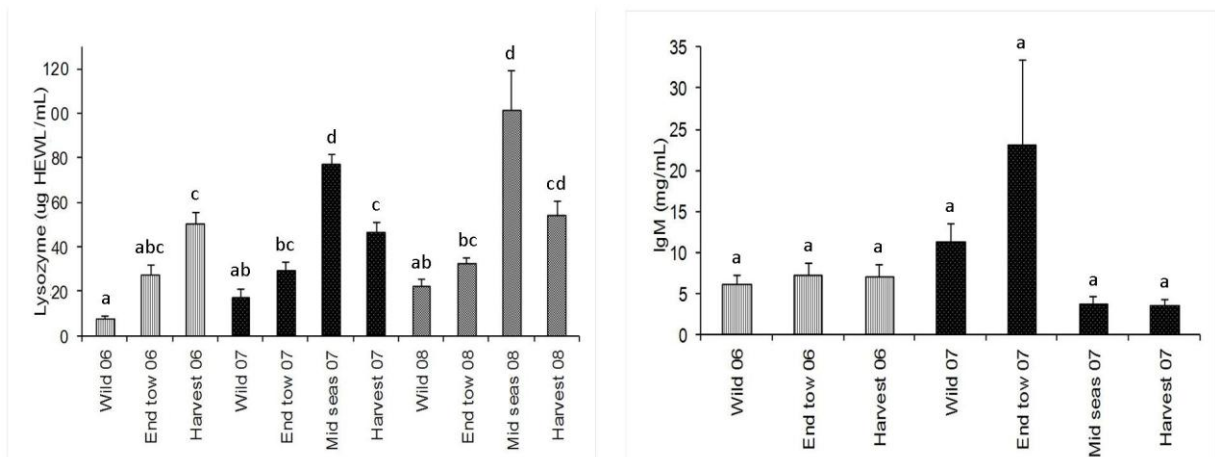 Lysozyme (ug HEWL/mL)
120
00
80
60
40
20
0
a
abc
c
ab
bc
d
c
ab
bc
d
cd
Wild 06
End tow 06
Harvest 06
Wild 07
End tow 07
Mid seas 07
Harvest 07
Wild 08
End tow 08
Mid seas 08
Harvest 08
IgM (mg/mL)
35
30
25
20
15
10
5
0
a
a
a
a
a
a
a
Wild 06
End tow 06
Harvest 06
Wild 07
End tow 07
Mid seas 07
Harvest 07